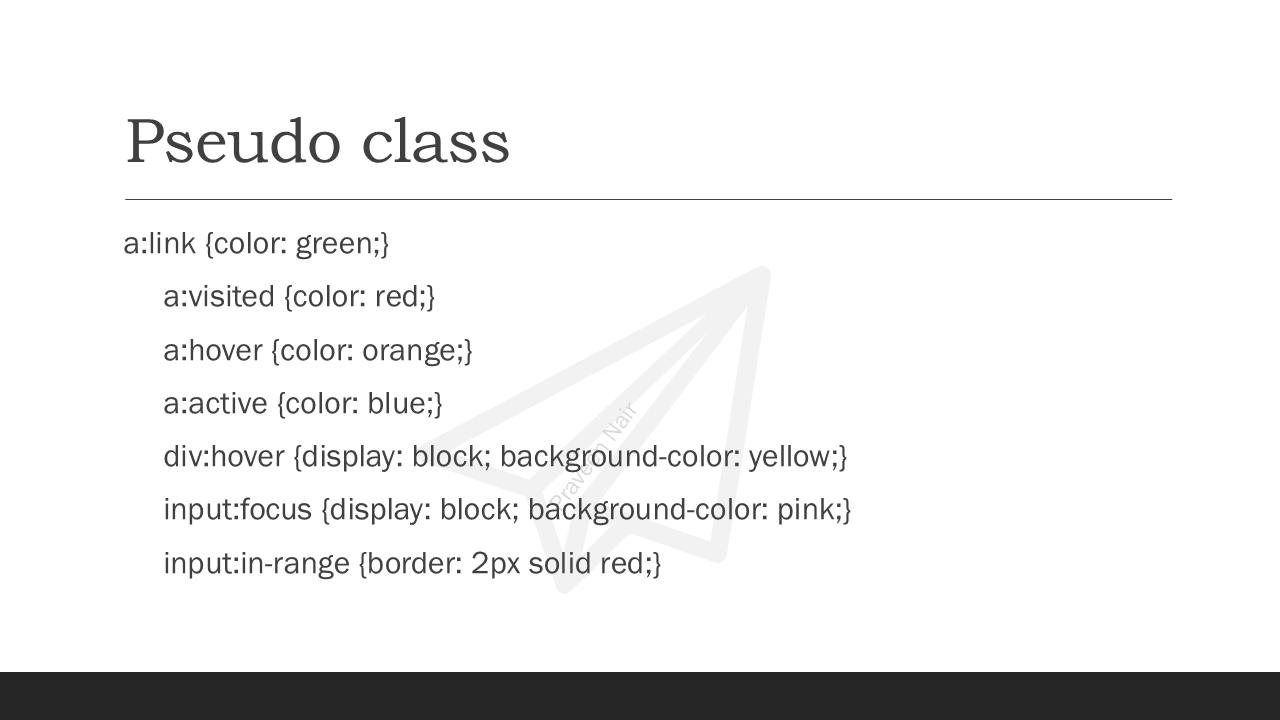 Pseudo class
a:link {color: green;}
a:visited {color: red;}
a:hover {color: orange;}
a:active {color: blue;}
div:hover {display: block; background-color: yellow;}
input:focus {display: block; background-color: pink;}
input:in-range {border: 2px solid red;}
Praveen Nair